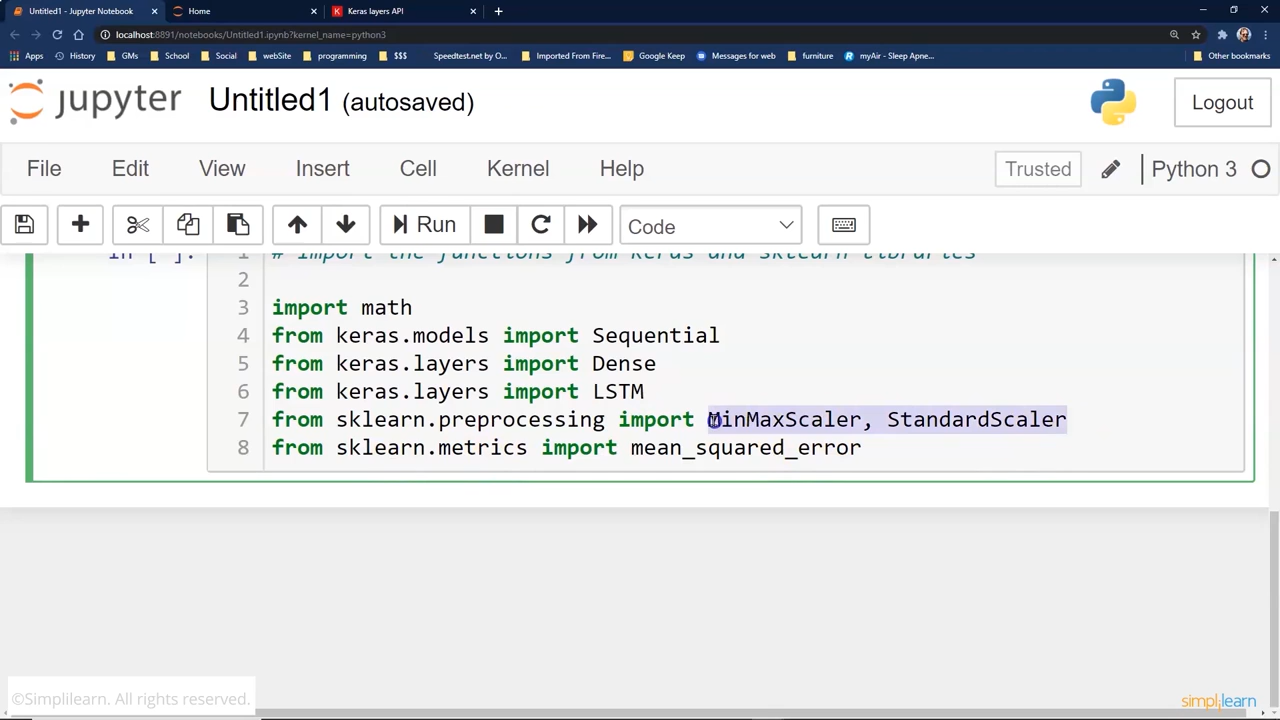 Untitled1 - Jupyter Notebook
Home
Keras layers API
localhost:8891/notebooks/Untitled1.ipynb?kernel_name=python3
Apps History GMs School Social webSite programming $$$ Speedtest.net by O... Imported From Fire... Google Keep Messages for web furniture myAir - Sleep Apne... Other bookmarks
jupyter Untitled1 (autosaved) Logout
File Edit View Insert Cell Kernel Help Trusted Python 3
Run Code
In [ ]: 1 # Import the functions from keras and sklearn libraries
2
3 import math
4 from keras.models import Sequential
5 from keras.layers import Dense
6 from keras.layers import LSTM
7 from sklearn.preprocessing import MinMaxScaler, StandardScaler
8 from sklearn.metrics import mean_squared_error
©Simplilearn. All rights reserved.
simplilearn